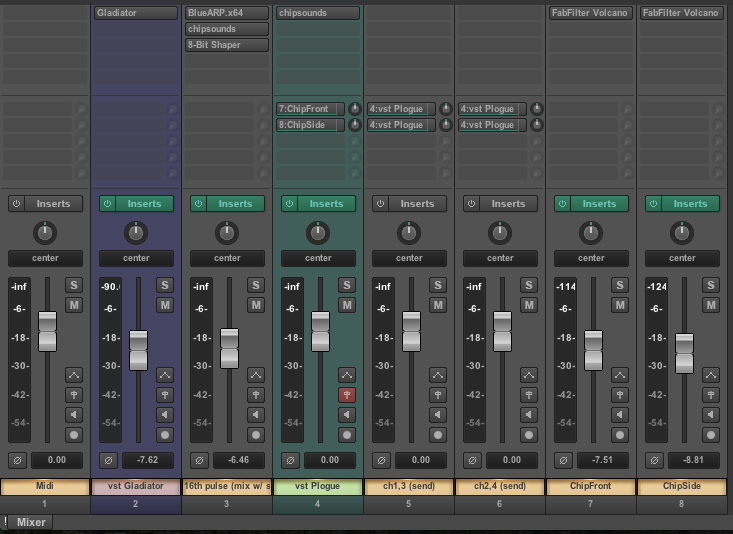 Gladiator BlueARP.x64 chipsounds FabFilter Volcano FabFilter Volcano
chipsounds
8-Bit Shaper
7:ChipFront 4:vst Plogue 4:vst Plogue
8:ChipSide 4:vst Plogue 4:vst Plogue
Inserts Inserts Inserts Inserts Inserts Inserts Inserts Inserts
center center center center center center center center
-inf S -90. S -inf S -inf S -inf S -inf S -114 S -124 S
-6- M -6- M -6- M -6- M -6- M -6- M -6- M -6- M
-18- -18- -18- -18- -18- -18- -18- -18-
-30- -30- -30- -30- -30- -30- -30- -30-
-42- -42- -42- -42- -42- -42- -42- -42-
-54- -54- -54- -54- -54- -54- -54- -54-
Ø 0.00 Ø -7.62 Ø -6.46 Ø 0.00 Ø 0.00 Ø 0.00 Ø -7.51 Ø -8.81
Midi vst Gladiator 16th pulse (mix w/ s vst Plogue ch1,3 (send) ch2,4 (send) ChipFront ChipSide
1 2 3 4 5 6 7 8
! Mixer